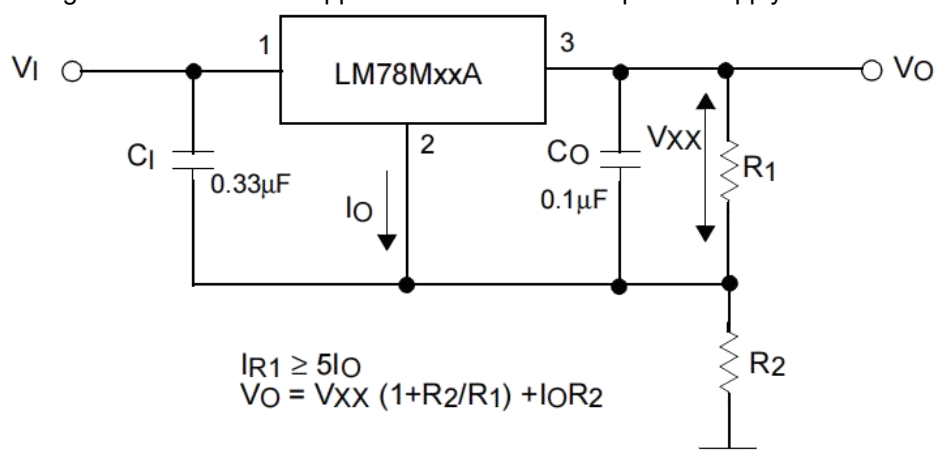 1
3
VI
LM78MxxA
VO
2
CI
0.33μF
IO
CO
0.1μF
VXX
R1
IR1 ≥ 5IO
VO = VXX (1+R2/R1) +IOR2
R2